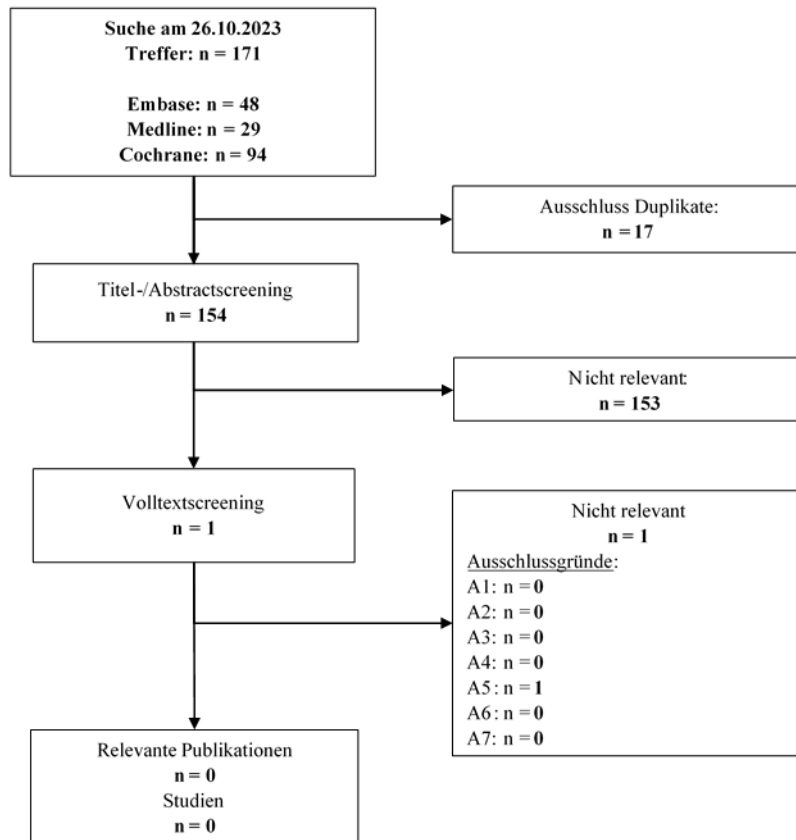 Suche am 26.10.2023
Treffer: n = 171
Embase: n = 48
Medline: n = 29
Cochrane: n = 94
Ausschluss Duplikate:
n = 17
Titel-/Abstractscreening
n = 154
Nicht relevant:
n = 153
Volltextscreening
n = 1
Nicht relevant
n = 1
Ausschlussgründe:
A1: n = 0
A2: n = 0
A3: n = 0
A4: n = 0
A5: n = 1
A6: n = 0
A7: n = 0
Relevante Publikationen
n = 0
Studien
n = 0